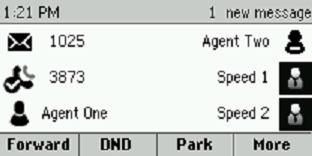 1:21 PM 1 new message
1025 Agent Two
3873 Speed 1
Agent One Speed 2
Forward DND Park More